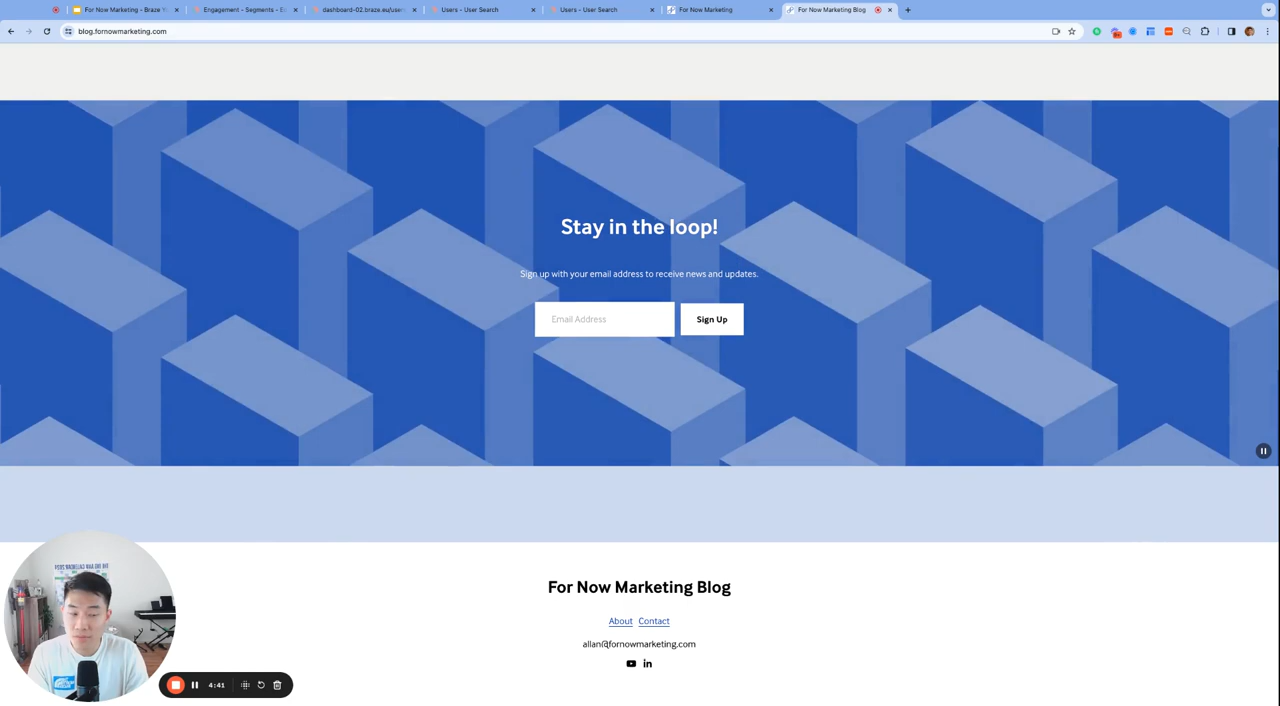 For Now Marketing - Braze
Engagement - Segments - E
dashboard-02.braze.eu/user
Users - User Search
Users - User Search
For Now Marketing
For Now Marketing Blog
blog.fornowmarketing.com
Stay in the loop!
Sign up with your email address to receive news and updates.
Email Address
Sign Up
For Now Marketing Blog
About Contact
allan@fornowmarketing.com
4:41